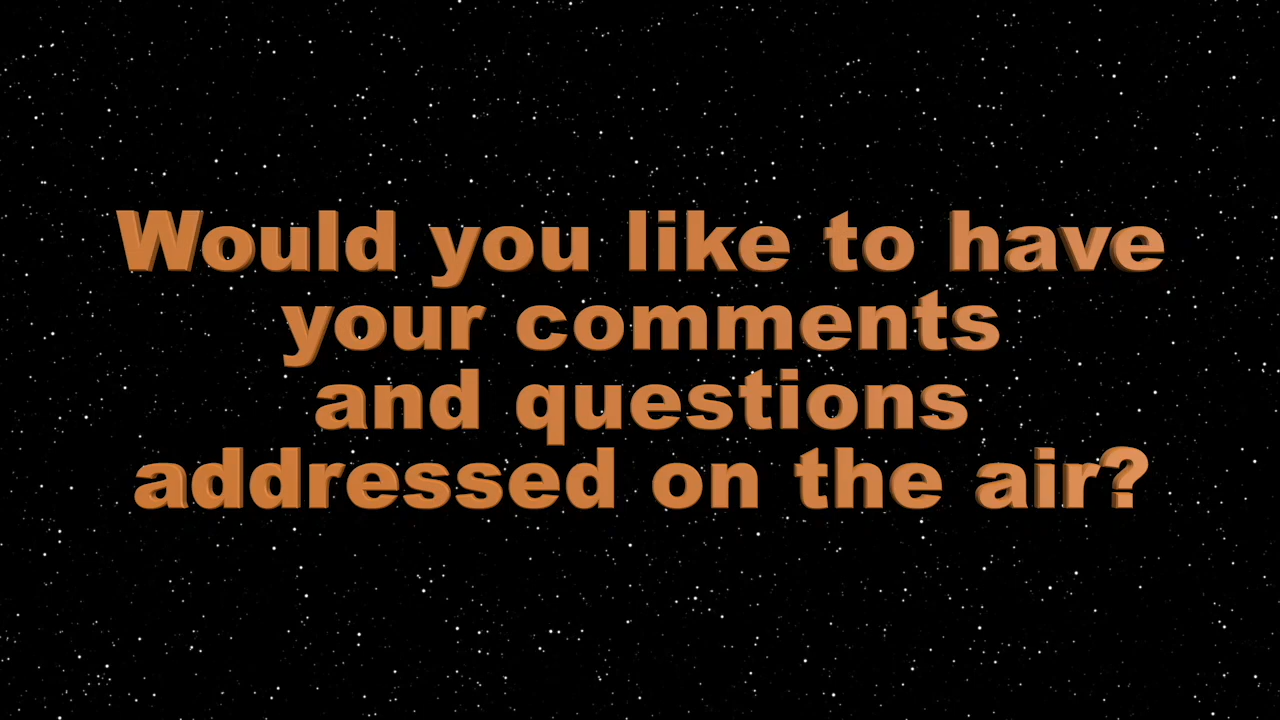 Would you like to have
your comments
and questions
addressed on the air?